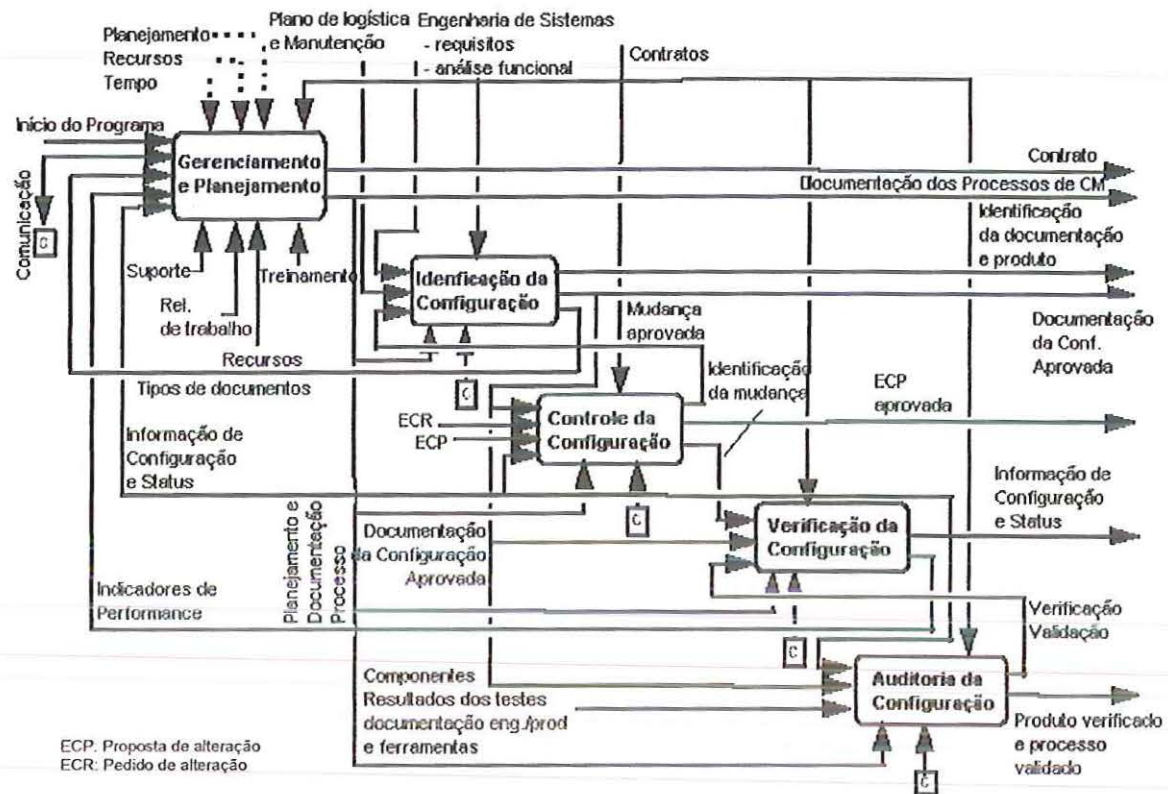 Planejamento
Recursos
Tempo
Plano de logística
e Manutenção
Engenharia de Sistemas
- requisitos
- análise funcional
Contratos
Início do Programa
Comunicação
C
Gerenciamento
e Planejamento
Contrato
Documentação dos Processos de CM
Identificação
da documentação
e produto
Suporte
Treinamento
Rel.
de trabalho
Recursos
Idenficação da
Configuração
Mudança
aprovada
Documentação
da Conf.
Aprovada
Tipos de documentos
C
Identificação
da mudança
ECP
aprovada
ECR
ECP
Controle da
Configuração
C
Informação de
Configuração
e Status
Informação de
Configuração
e Status
Planejamento e
Documentação
Processo
Documentação
da Configuração
Aprovada
Verificação da
Configuração
C
Indicadores de
Performance
Verificação
Validação
Componentes
Resultados dos testes
documentação eng./prod
e ferramentas
Auditoria da
Configuração
C
Produto verificado
e processo
validado
ECP: Proposta de alteração
ECR: Pedido de alteração